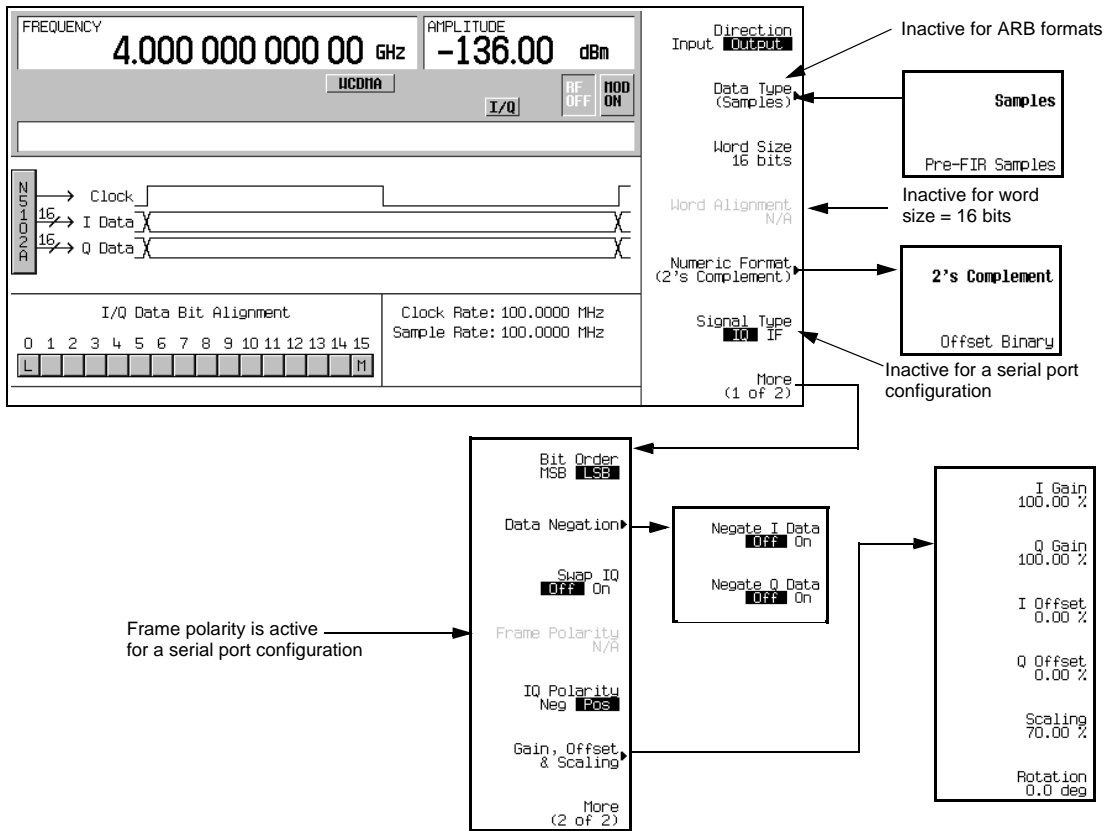 FREQUENCY
4.000 000 000 00 GHz
AMPLITUDE
-136.00 dBm
WCDMA
I/Q
RF OFF
MOD ON
N5102A
Clock
16 I Data
16 Q Data
I/Q Data Bit Alignment
0 1 2 3 4 5 6 7 8 9 10 11 12 13 14 15
L M
Clock Rate: 100.0000 MHz
Sample Rate: 100.0000 MHz
Direction
Input Output
Data Type
(Samples)
Word Size
16 bits
Word Alignment
N/A
Numeric Format
(2's Complement)
Signal Type
IQ IF
More
(1 of 2)
Inactive for ARB formats
Samples
Pre-FIR Samples
Inactive for word
size = 16 bits
2's Complement
Offset Binary
Inactive for a serial port
configuration
Bit Order
MSB LSB
Data Negation
Swap IQ
Off On
Frame Polarity
N/A
IQ Polarity
Neg Pos
Gain, Offset
& Scaling
More
(2 of 2)
Frame polarity is active
for a serial port configuration
Negate I Data
Off On
Negate Q Data
Off On
I Gain
100.00 %
Q Gain
100.00 %
I Offset
0.00 %
Q Offset
0.00 %
Scaling
70.00 %
Rotation
0.0 deg